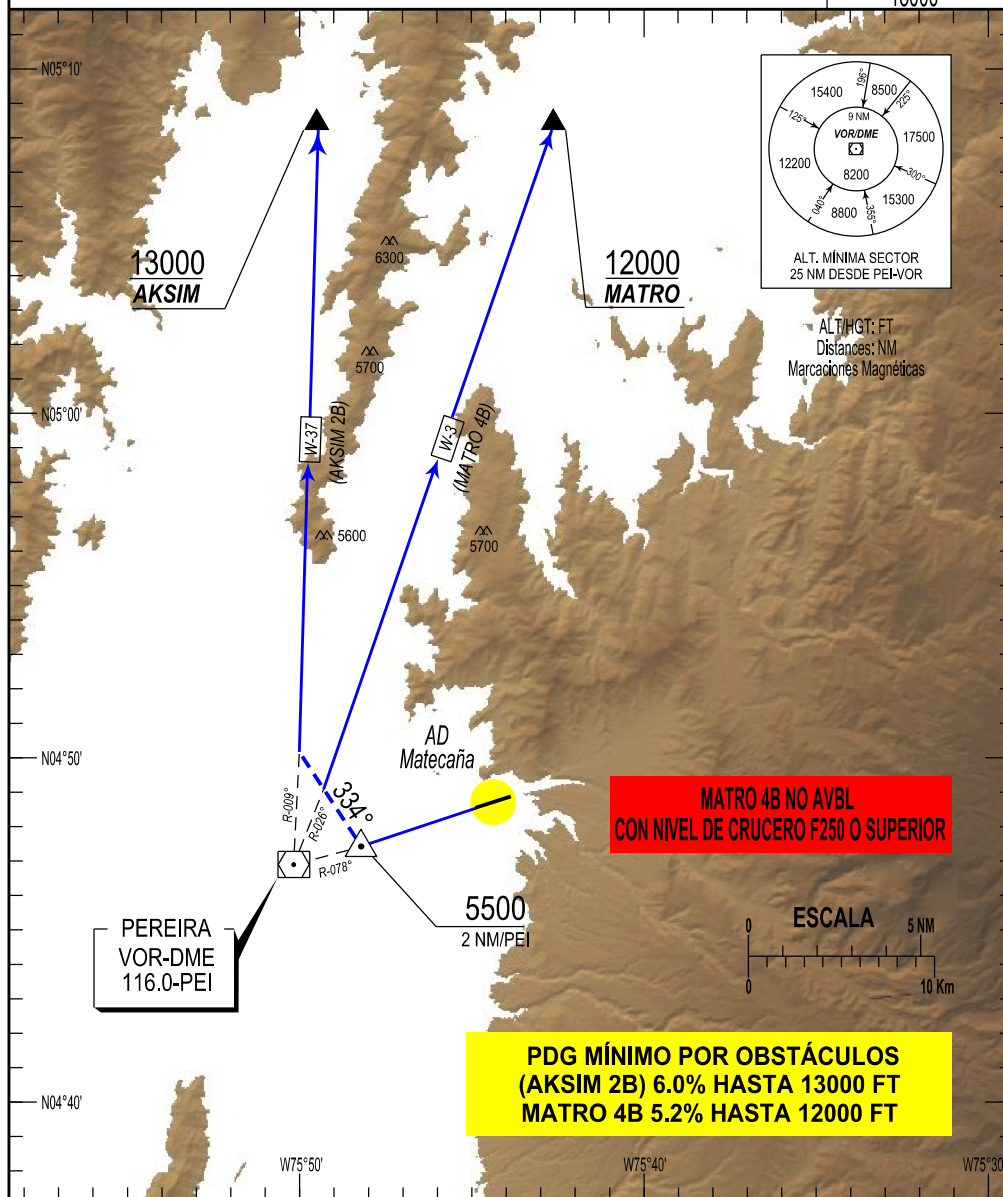 N05°10'
196°
15400
8500
225°
125°
9 NM
VOR/DME
17500
12200
8200
300°
15300
040°
8800
355°
ALT. MÍNIMA SECTOR
25 NM DESDE PEI-VOR
13000
AKSIM
6300
12000
MATRO
ALT/HGT: FT
Distances: NM
Marcaciones Magnéticas
5700
N05°00'
W-37
(AKSIM 2B)
W-3
(MATRO 4B)
5600
5700
AD
Matecaña
N04°50'
334°
R-009°
R-026°
R-078°
MATRO 4B NO AVBL
CON NIVEL DE CRUCERO F250 O SUPERIOR
5500
2 NM/PEI
PEREIRA
VOR-DME
116.0-PEI
ESCALA
0
5 NM
0
10 Km
PDG MÍNIMO POR OBSTÁCULOS
(AKSIM 2B) 6.0% HASTA 13000 FT
MATRO 4B 5.2% HASTA 12000 FT
N04°40'
W75°50'
W75°40'
W75°30'